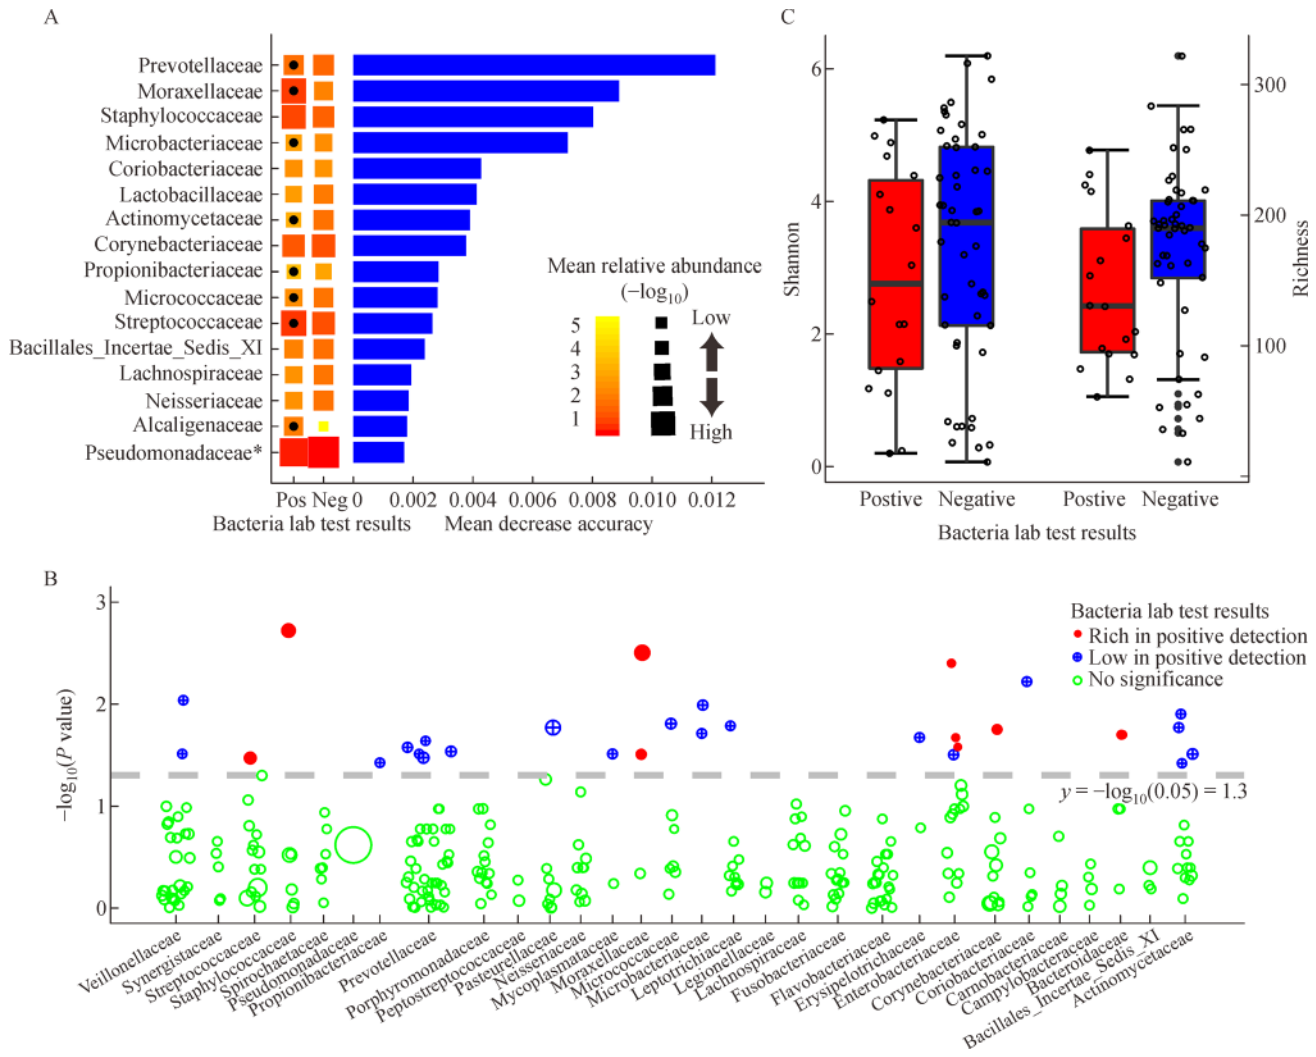 A
Prevotellaceae
Moraxellaceae
Staphylococcaceae
Microbacteriaceae
Coriobacteriaceae
Lactobacillaceae
Actinomycetaceae
Corynebacteriaceae
Propionibacteriaceae
Micrococcaceae
Streptococcaceae
Bacillales_Incertae_Sedis_XI
Lachnospiraceae
Neisseriaceae
Alcaligenaceae
Pseudomonadaceae*
Pos Neg 0 0.002 0.004 0.006 0.008 0.010 0.012
Bacteria lab test results Mean decrease accuracy
Mean relative abundance
(−log10)
5
4
3
2
1
Low
High
C
Shannon
6
4
2
0
Richness
300
200
100
0
Postive Negative Postive Negative
Bacteria lab test results
B
−log10(P value)
3
2
1
0
Bacteria lab test results
Rich in positive detection
Low in positive detection
No significance
y = −log10(0.05) = 1.3
Veillonellaceae
Synergistaceae
Streptococcaceae
Staphylococcaceae
Spirochaetaceae
Pseudomonadaceae
Propionibacteriaceae
Prevotellaceae
Porphyromonadaceae
Peptostreptococcaceae
Pasteurellaceae
Neisseriaceae
Mycoplasmataceae
Moraxellaceae
Micrococcaceae
Microbacteriaceae
Leptotrichiaceae
Legionellaceae
Lachnospiraceae
Fusobacteriaceae
Flavobacteriaceae
Erysipelotrichaceae
Enterobacteriaceae
Corynebacteriaceae
Coriobacteriaceae
Carnobacteriaceae
Campylobacteraceae
Bacteroidaceae
Bacillales_Incertae_Sedis_XI
Actinomycetaceae